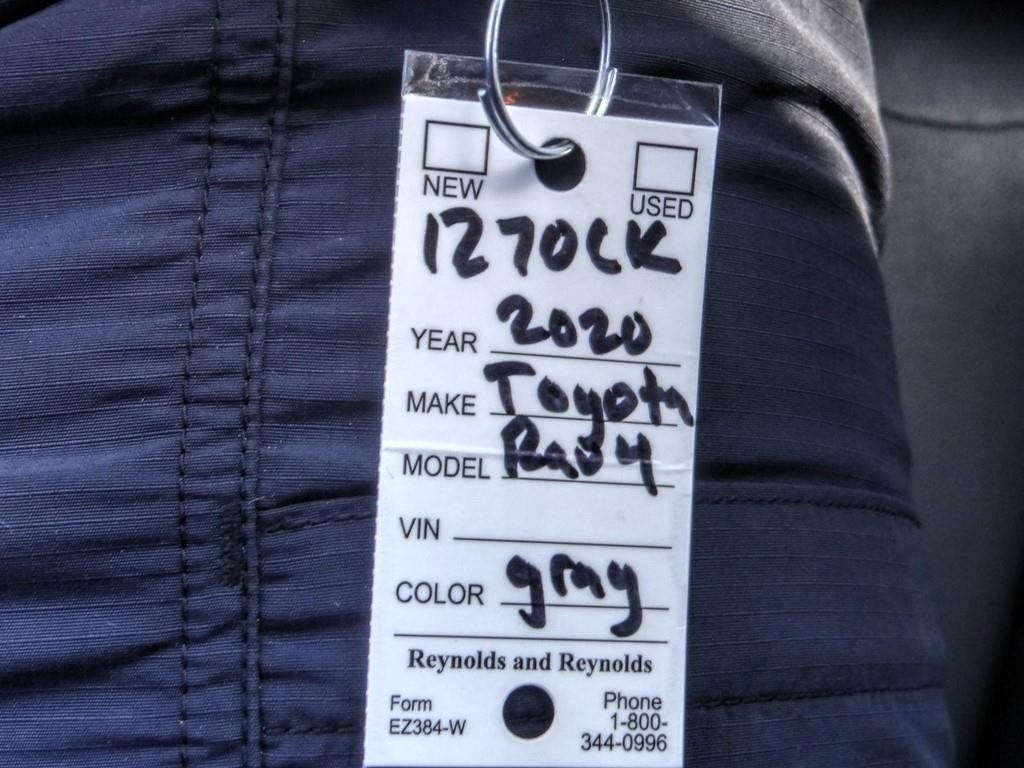 NEW USED
1270CK
YEAR 2020
MAKE Toyota
MODEL Rav4
VIN
COLOR gray
Reynolds and Reynolds
Form
EZ384-W
Phone
1-800-
344-0996